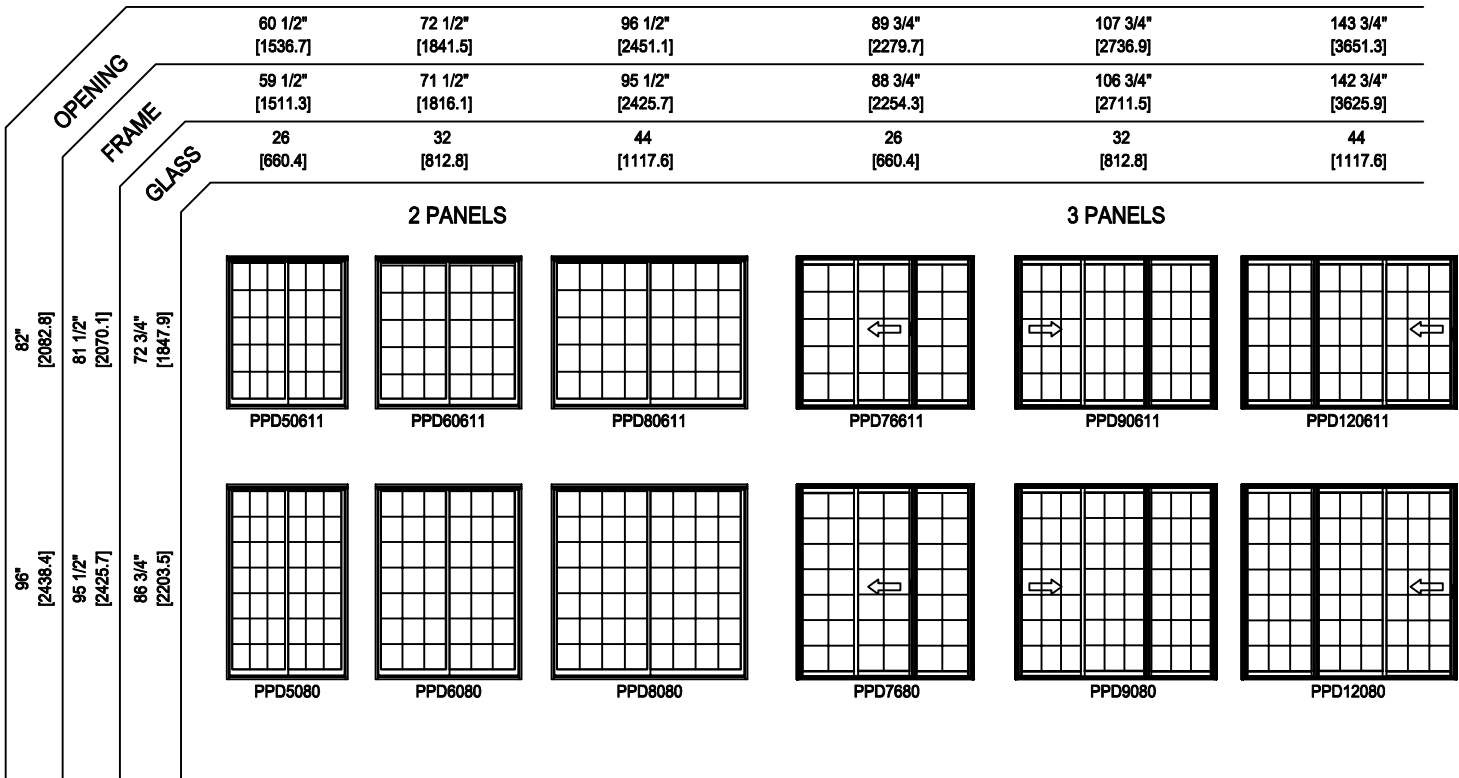 OPENING
60 1/2" 72 1/2" 96 1/2" 89 3/4" 107 3/4" 143 3/4"
[1536.7] [1841.5] [2451.1] [2279.7] [2736.9] [3651.3]
FRAME
59 1/2" 71 1/2" 95 1/2" 88 3/4" 106 3/4" 142 3/4"
[1511.3] [1816.1] [2425.7] [2254.3] [2711.5] [3625.9]
GLASS
26 32 44 26 32 44
[660.4] [812.8] [1117.6] [660.4] [812.8] [1117.6]
2 PANELS 3 PANELS
82"
[2082.8]
81 1/2"
[2070.1]
72 3/4"
[1847.9]
PPD50611 PPD60611 PPD80611 PPD76611 PPD90611 PPD120611
96"
[2438.4]
95 1/2"
[2425.7]
86 3/4"
[2203.5]
PPD5080 PPD6080 PPD8080 PPD7680 PPD9080 PPD12080